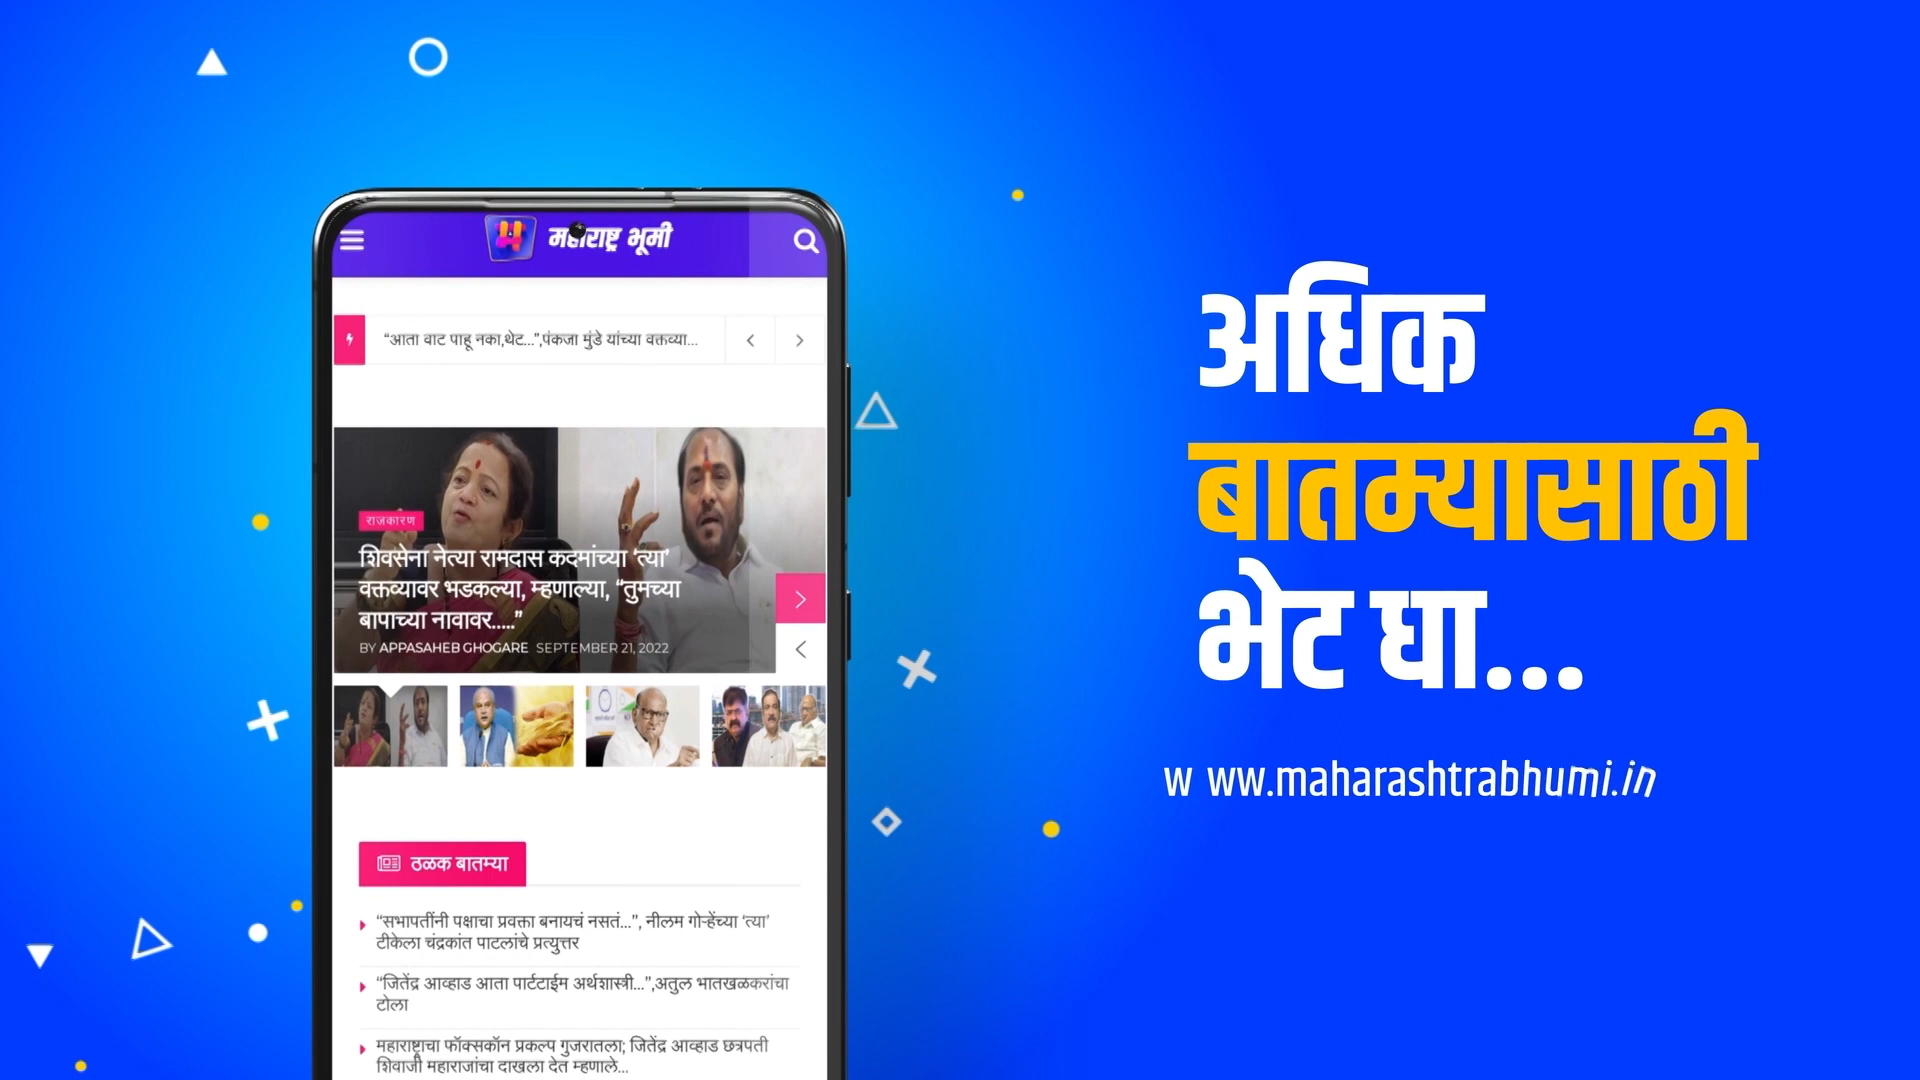 महाराष्ट्र भूमी
“आता वाट पाहू नका,थेट...”,पंकजा मुंडे यांच्या वक्तव्या...
राजकारण
शिवसेना नेत्या रामदास कदमांच्या ‘त्या’
वक्तव्यावर भडकल्या, म्हणाल्या, “तुमच्या
बापाच्या नावावर.....”
BY APPASAHEB GHOGARE SEPTEMBER 21, 2022
ठळक बातम्या
“सभापतींनी पक्षाचा प्रवक्ता बनायचं नसतं...”, नीलम गोऱ्हेंच्या ‘त्या’
टीकेला चंद्रकांत पाटलांचे प्रत्युत्तर
“जितेंद्र आव्हाड आता पार्टटाईम अर्थशास्त्री...”,अतुल भातखळकरांचा
टोला
महाराष्ट्राचा फॉक्सकॉन प्रकल्प गुजरातला; जितेंद्र आव्हाड छत्रपती
शिवाजी महाराजांचा दाखला देत म्हणाले...
अधिक
बातम्यासाठी
भेट घा...
w ww.maharashtrabhumi.in